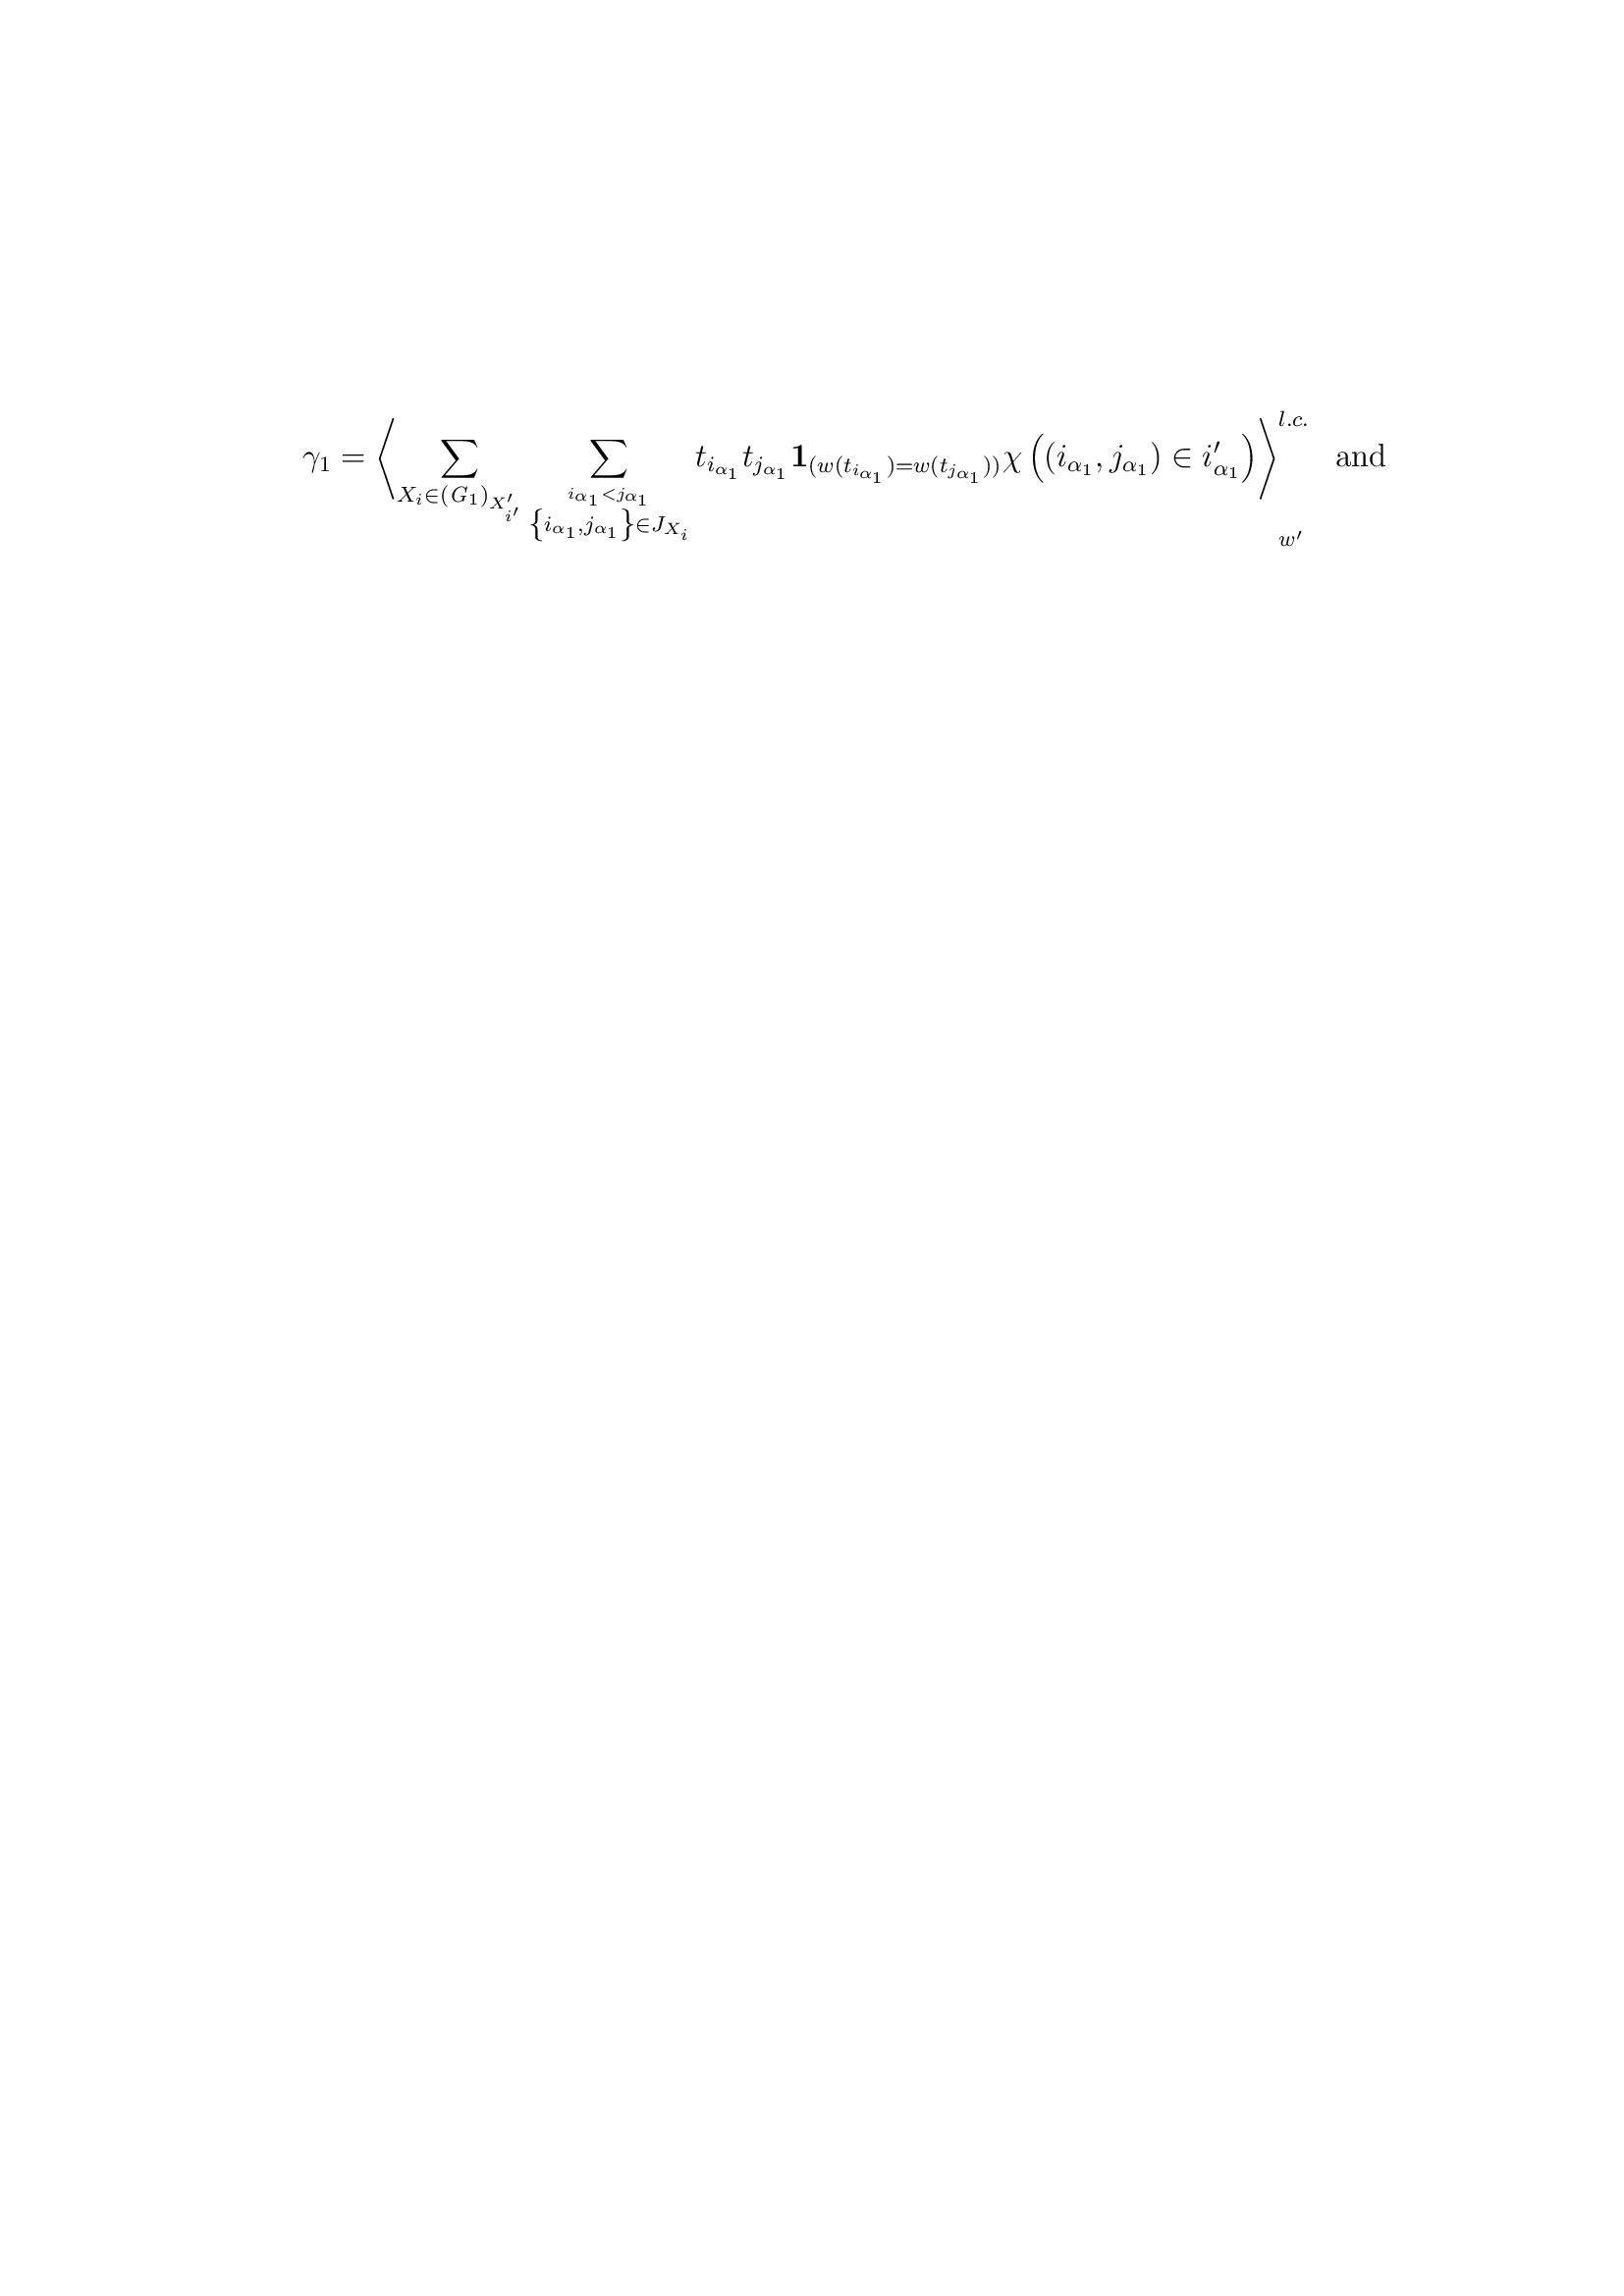 $\gamma_1 = \left\langle \sum_{X_i \in (G_1)_{X'_{i'}}} \sum_{\substack{i_{\alpha_1} < j_{\alpha_1} \\ \left\{i_{\alpha_1}, j_{\alpha_1}\right\} \in J_{X_i}}} t_{i_{\alpha_1}} t_{j_{\alpha_1}} \mathbf{1}_{(w(t_{i_{\alpha_1}}) = w(t_{j_{\alpha_1}}))} \chi\left((i_{\alpha_1}, j_{\alpha_1}) \in i'_{\alpha_1}\right) \right\rangle^{l.c.}_{w'}$ and